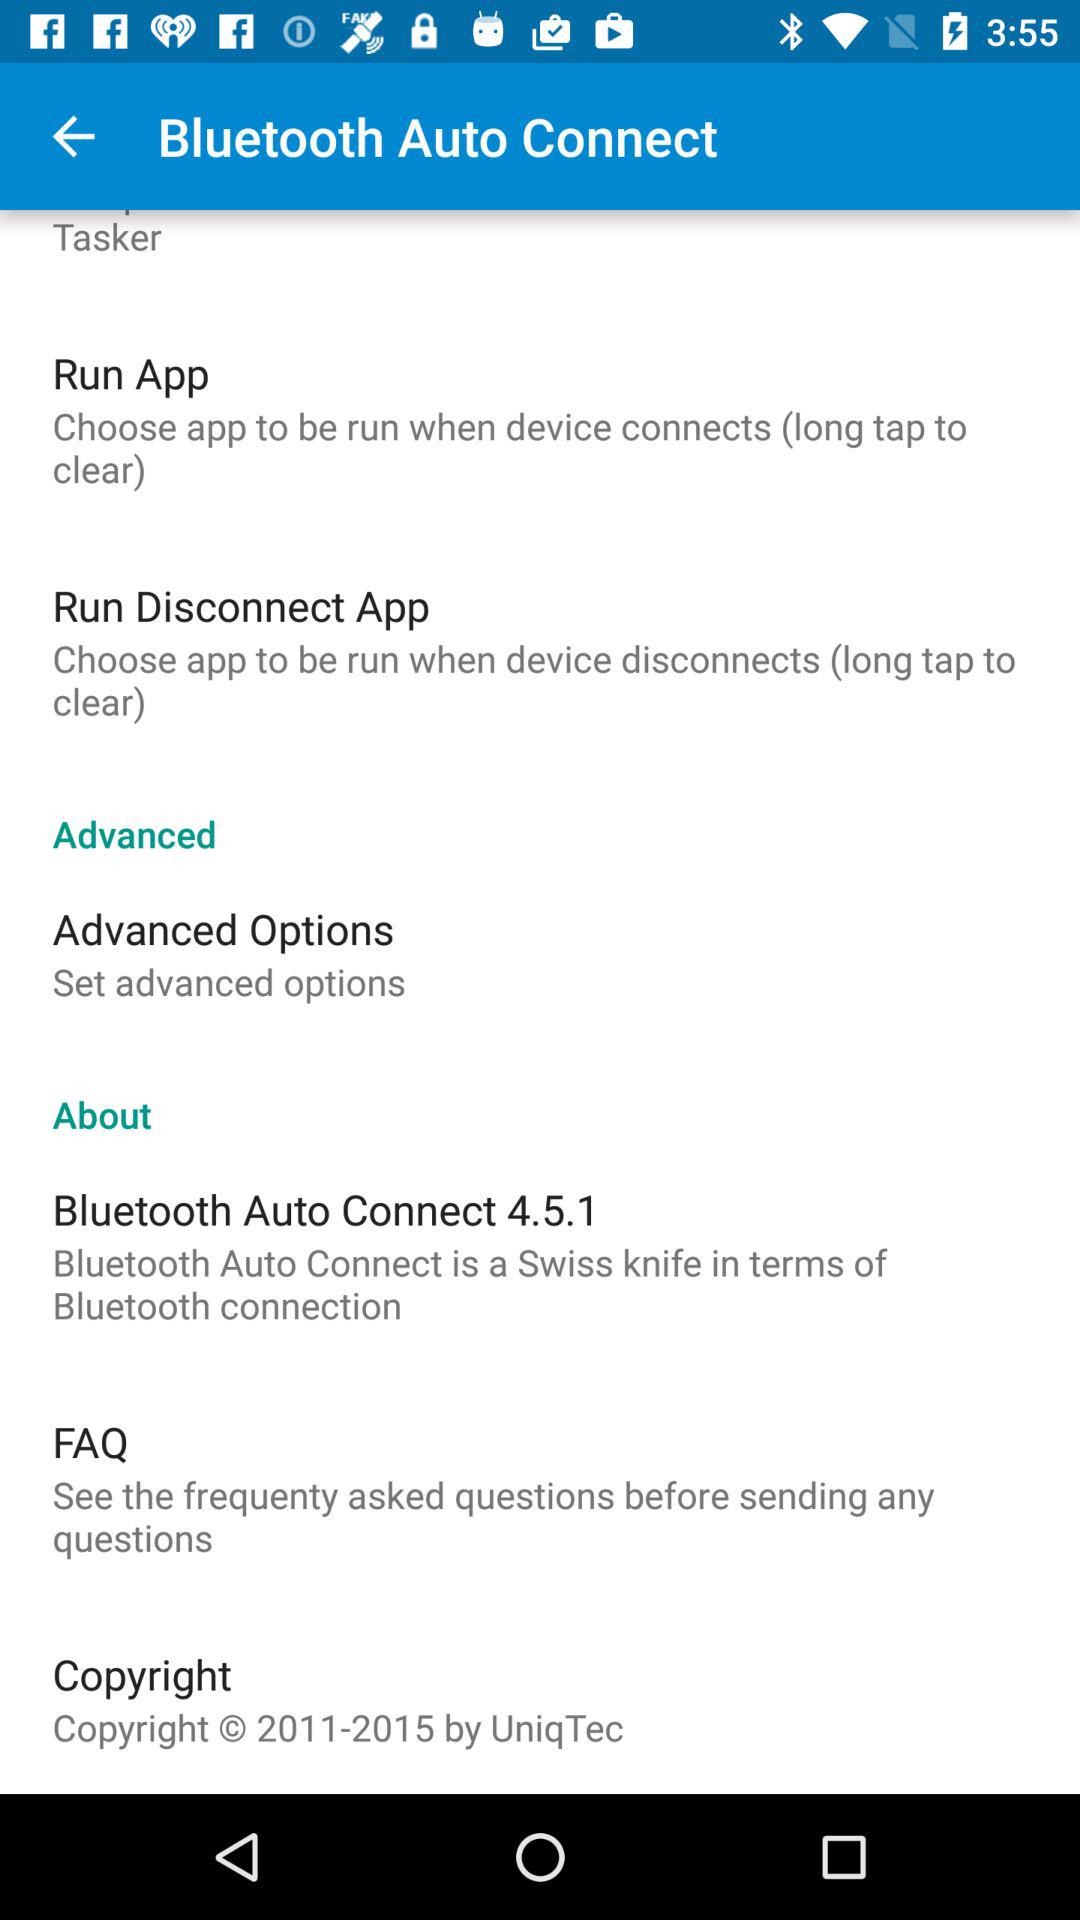 FAK
3:55
Bluetooth Auto Connect
Tasker
Run App
Choose app to be run when device connects (long tap to
clear)
Run Disconnect App
Choose app to be run when device disconnects (long tap to
clear)
Advanced
Advanced Options
Set advanced options
About
Bluetooth Auto Connect 4.5.1
Bluetooth Auto Connect is a Swiss knife in terms of
Bluetooth connection
FAQ
See the frequenty asked questions before sending any
questions
Copyright
Copyright © 2011-2015 by UniqTec